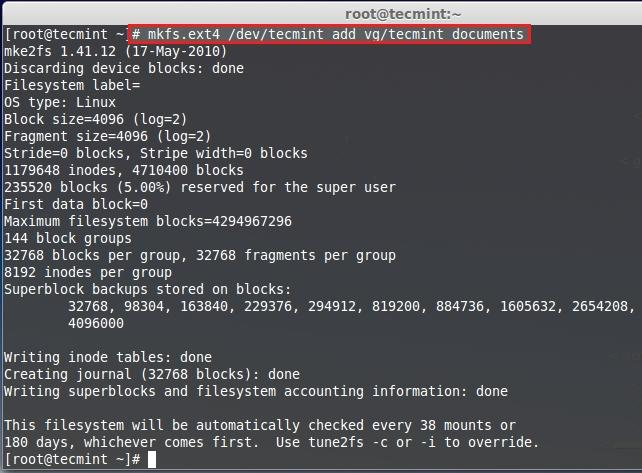 root@tecmint:~
[root@tecmint ~]# mkfs.ext4 /dev/tecmint_add_vg/tecmint_documents
mke2fs 1.41.12 (17-May-2010)
Discarding device blocks: done
Filesystem label=
OS type: Linux
Block size=4096 (log=2)
Fragment size=4096 (log=2)
Stride=0 blocks, Stripe width=0 blocks
1179648 inodes, 4710400 blocks
235520 blocks (5.00%) reserved for the super user
First data block=0
Maximum filesystem blocks=4294967296
144 block groups
32768 blocks per group, 32768 fragments per group
8192 inodes per group
Superblock backups stored on blocks:
32768, 98304, 163840, 229376, 294912, 819200, 884736, 1605632, 2654208,
4096000
Writing inode tables: done
Creating journal (32768 blocks): done
Writing superblocks and filesystem accounting information: done
This filesystem will be automatically checked every 38 mounts or
180 days, whichever comes first.  Use tune2fs -c or -i to override.
[root@tecmint ~]#